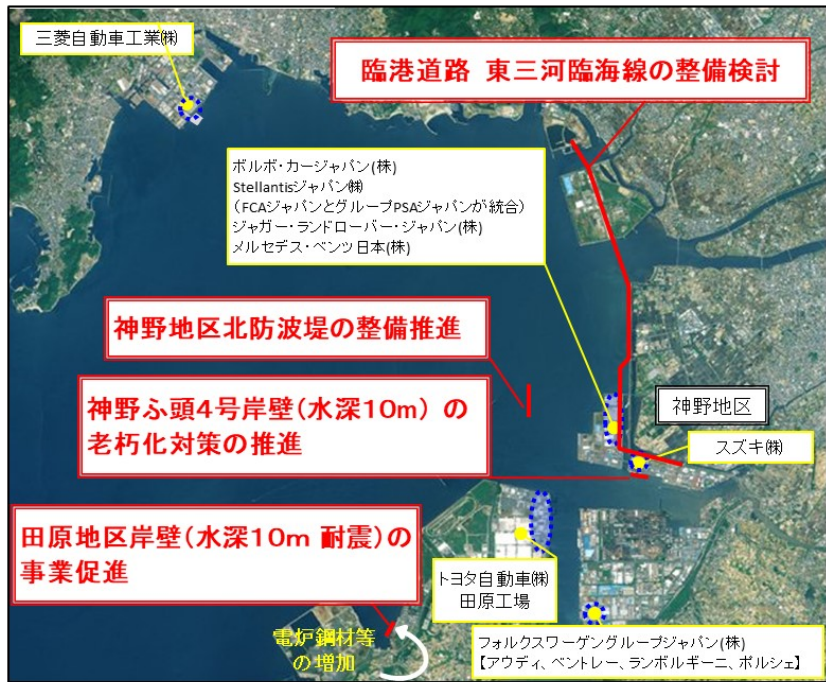 三菱自動車工業㈱
臨港道路 東三河臨海線の整備検討
ボルボ・カージャパン(株)
Stellantisジャパン㈱
(FCAジャパンとグループPSAジャパンが統合)
ジャガー・ランドローバー・ジャパン(株)
メルセデス・ベンツ日本(株)
神野地区北防波堤の整備推進
神野ふ頭4号岸壁(水深10m)の
老朽化対策の推進
神野地区
スズキ㈱
田原地区岸壁(水深10m 耐震)の
事業促進
トヨタ自動車㈱
田原工場
電炉鋼材等
の増加
フォルクスワーゲングループジャパン(株)
【アウディ、ベントレー、ランボルギーニ、ポルシェ】